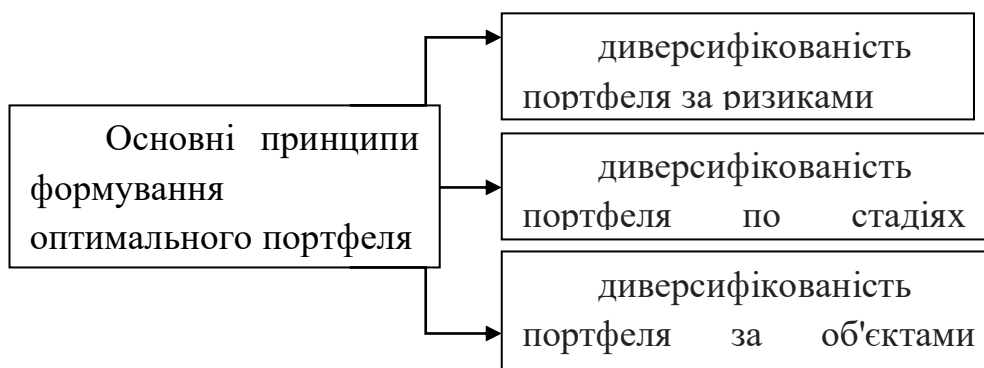 Основні принципи
формування
оптимального портфеля
диверсифікованість
портфеля за ризиками
диверсифікованість
портфеля по стадіях
диверсифікованість
портфеля за об'єктами